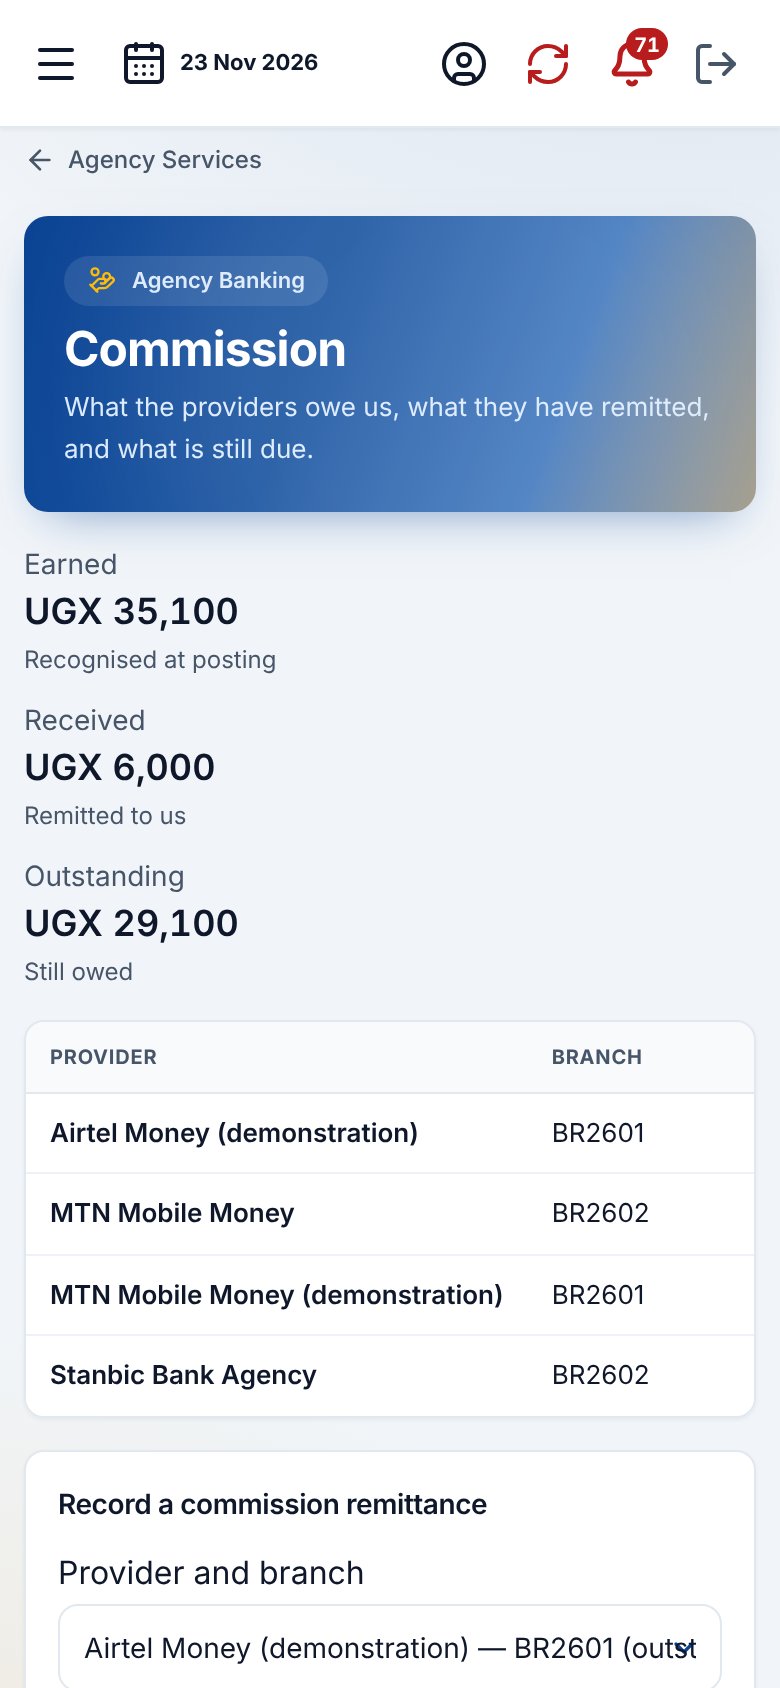 23 Nov 2026
71
Agency Services
Agency Banking
Commission
What the providers owe us, what they have remitted,
and what is still due.
Earned
UGX 35,100
Recognised at posting
Received
UGX 6,000
Remitted to us
Outstanding
UGX 29,100
Still owed
PROVIDER BRANCH
Airtel Money (demonstration) BR2601
MTN Mobile Money BR2602
MTN Mobile Money (demonstration) BR2601
Stanbic Bank Agency BR2602
Record a commission remittance
Provider and branch
Airtel Money (demonstration) — BR2601 (outst